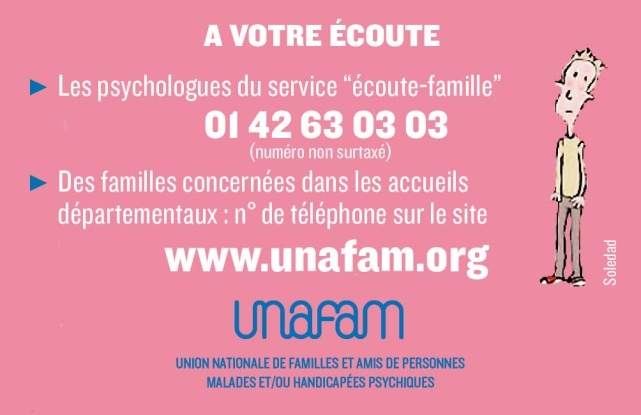 A VOTRE ÉCOUTE
Les psychologues du service “écoute-famille”
01 42 63 03 03
(numéro non surtaxé)
Des familles concernées dans les accueils
départementaux : n° de téléphone sur le site
www.unafam.org
Soledad
unafam
UNION NATIONALE DE FAMILLES ET AMIS DE PERSONNES
MALADES ET/OU HANDICAPÉES PSYCHIQUES